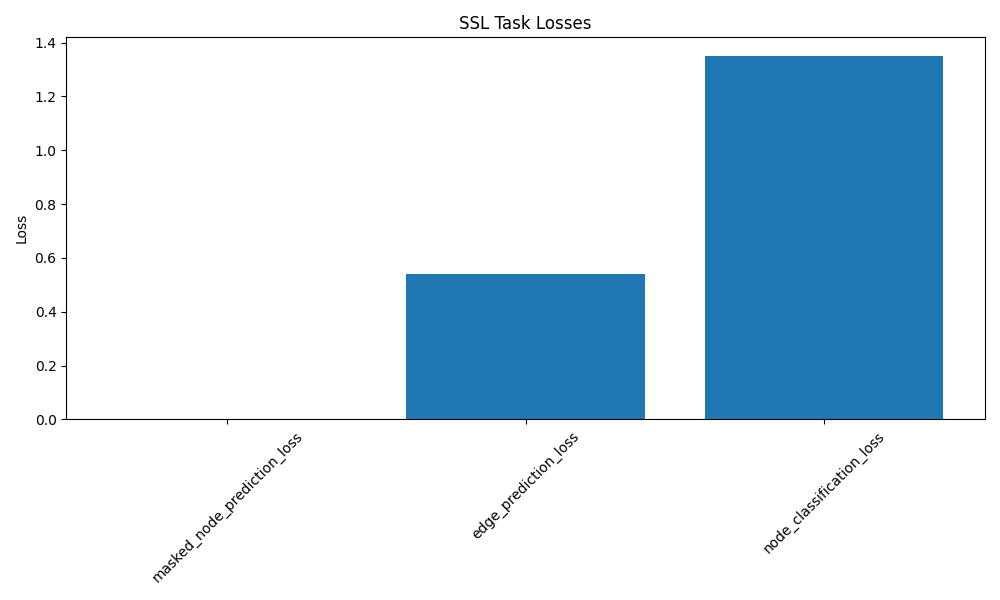 SSL Task Losses
Loss
1.4
1.2
1.0
0.8
0.6
0.4
0.2
0.0
masked_node_prediction_loss
edge_prediction_loss
node_classification_loss